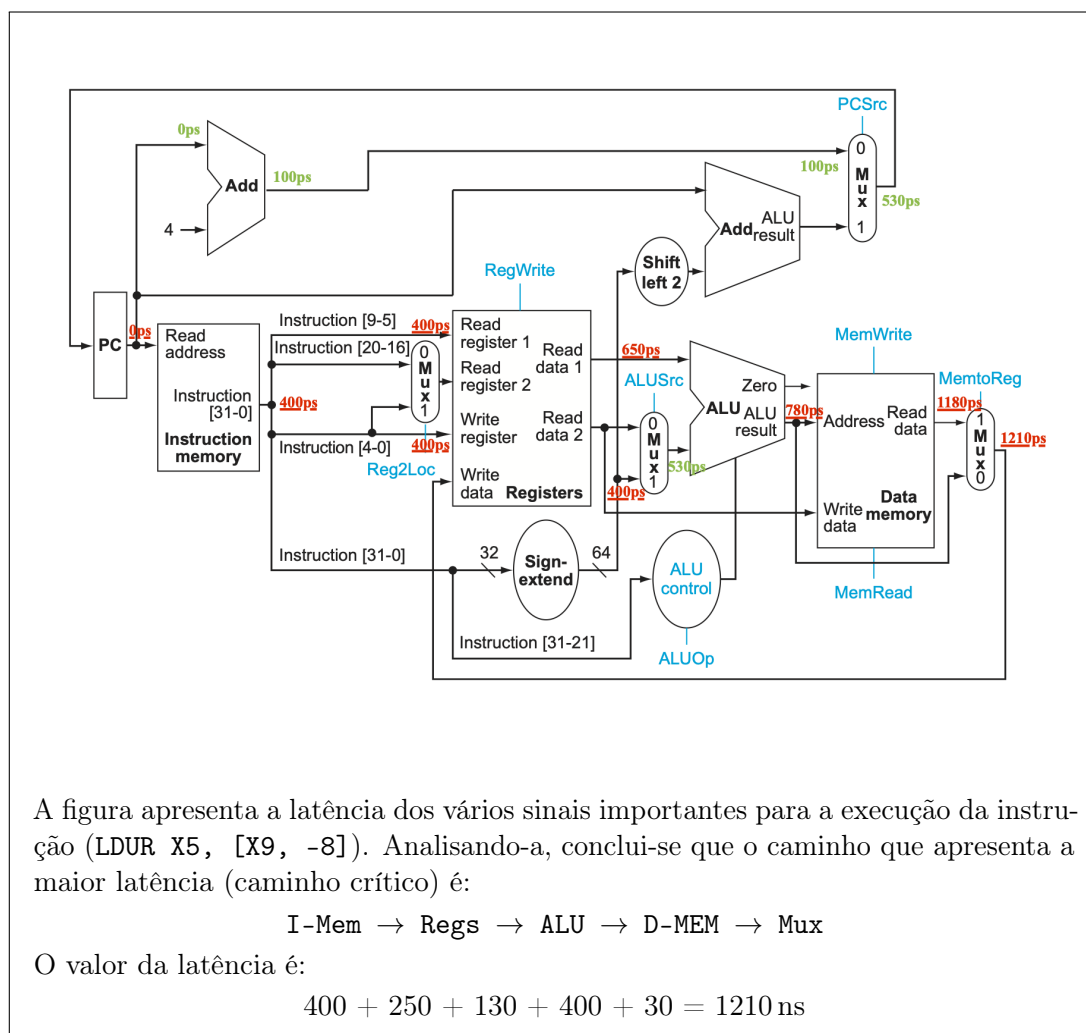 PCSrc
0ps
0
Mux
1
100ps
Add
100ps
530ps
4
Add
ALU
result
Shift
left 2
RegWrite
PC
0ps
Read
address
Instruction
[31-0]
Instruction
memory
400ps
Instruction [9-5]
400ps
Instruction [20-16]
Instruction [4-0]
400ps
0
Mux
1
Reg2Loc
Read
register 1
Read
register 2
Write
register
Write
data
Registers
Read
data 1
Read
data 2
650ps
ALUSrc
0
Mux
1
400ps
530ps
Zero
ALU
ALU
result
780ps
MemWrite
Address
Read
data
Write
data
Data
memory
MemRead
MemtoReg
1180ps
1
Mux
0
1210ps
Instruction [31-0]
32
Sign-
extend
64
ALU
control
ALUOp
Instruction [31-21]
A figura apresenta a latência dos vários sinais importantes para a execução da instru-
ção (LDUR X5, [X9, -8]). Analisando-a, conclui-se que o caminho que apresenta a
maior latência (caminho crítico) é:
I-Mem → Regs → ALU → D-MEM → Mux
O valor da latência é:
400 + 250 + 130 + 400 + 30 = 1210 ns